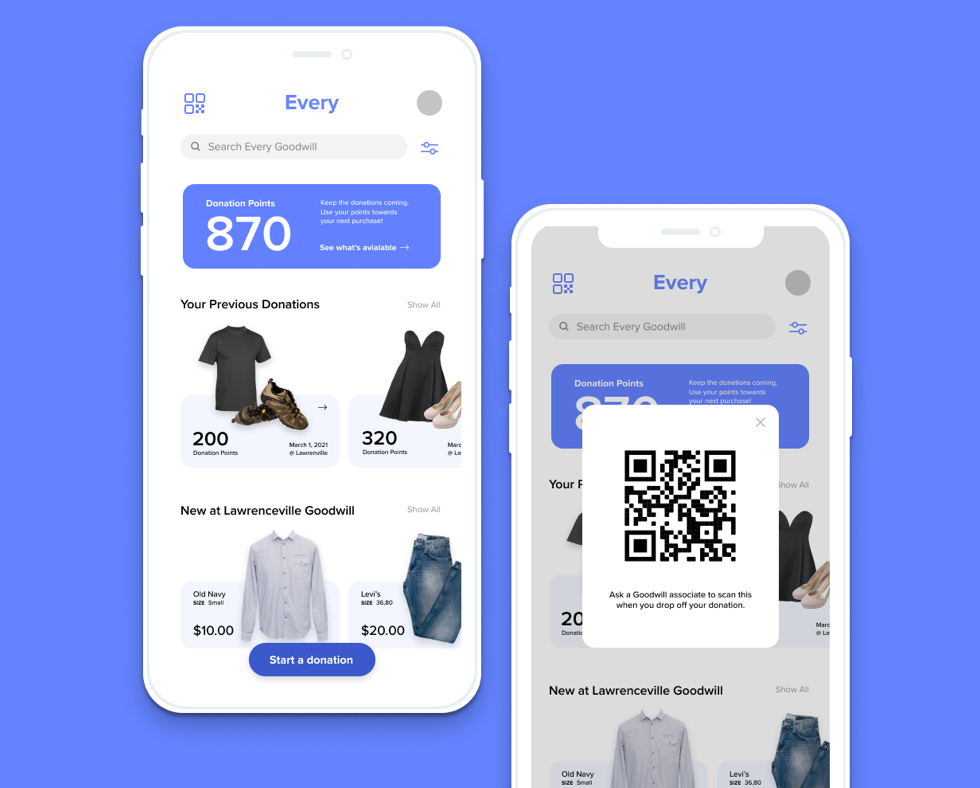 Every
Search Every Goodwill
Donation Points
870
Keep the donations coming.
Use your points towards
your next purchase!
See what's avialable →
Your Previous Donations
Show All
200
Donation Points
March 1, 2021
@ Lawrenville
320
Donation Points
Marc
@ La
New at Lawrenceville Goodwill
Show All
Old Navy
SIZE Small
$10.00
Levi's
SIZE 36,80
$20.00
Start a donation
Every
Search Every Goodwill
Donation Points
870
Keep the donations coming.
Use your points towards
your next purchase!
Your
Show All
Ask a Goodwill associate to scan this
when you drop off your donation.
20
Donatio
Marc
@ La
New at Lawrenceville Goodwill
Show All
Old Navy
SIZE Small
Levi's
SIZE 36,80